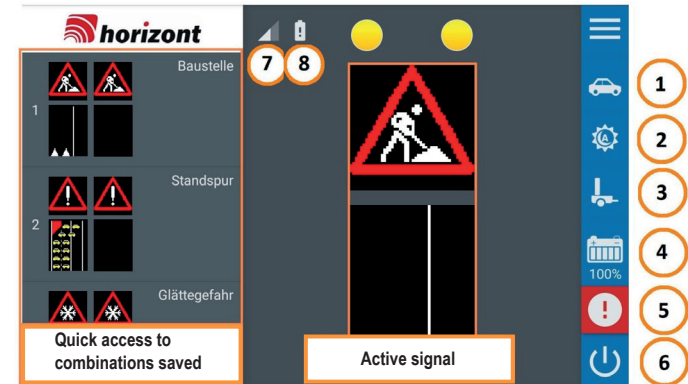 horizont
7
8
Baustelle
1
Standspur
2
Glättegefahr
Quick access to
combinations saved
Active signal
A
100%
!
1
2
3
4
5
6